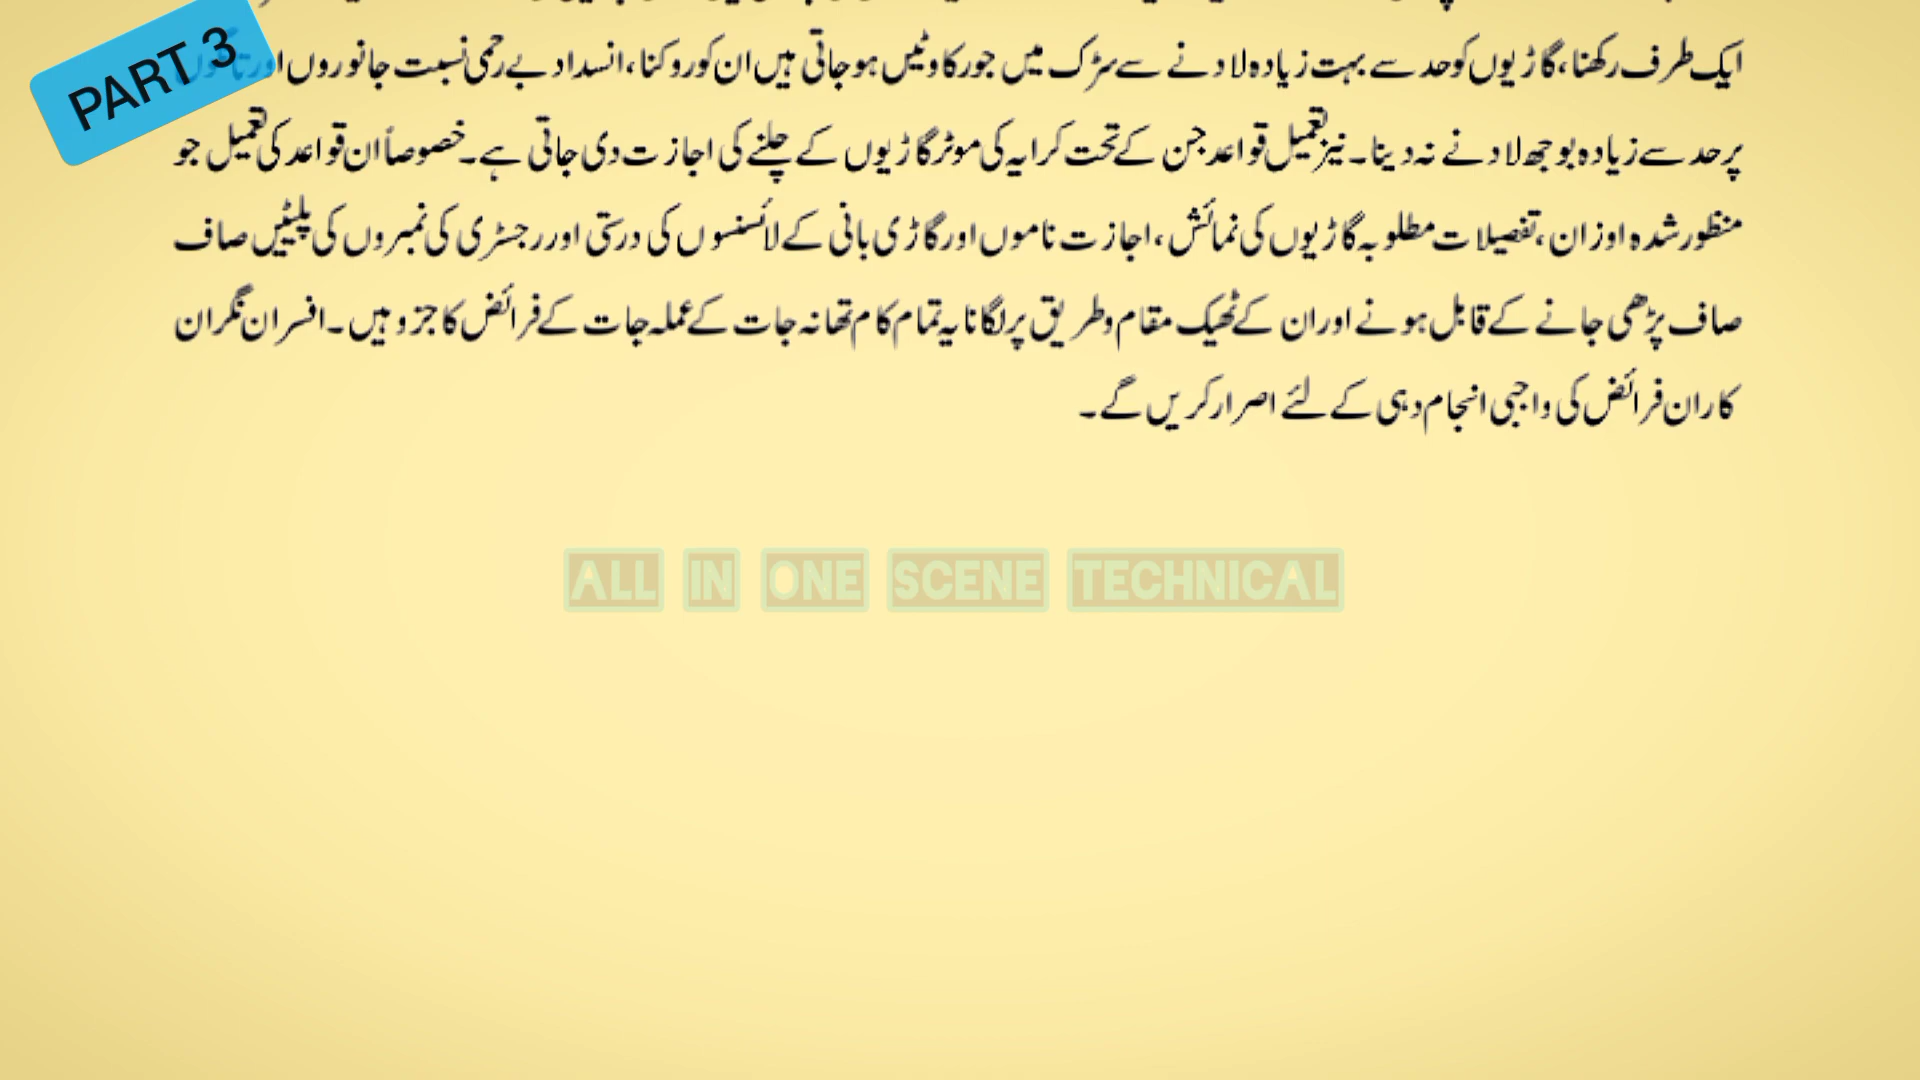 PART 3
ایک طرف رکھنا، گاڑیوں کو حد سے بہت زیادہ لادنے سے سڑک میں جو رکاوٹیں ہو جاتی ہیں ان کو روکنا، انسداد بے رحمی نسبت جانوروں اور تانگوں
پر حد سے زیادہ بوجھ لادنے نہ دینا۔ نیز تعمیل قواعد جن کے تحت کرایہ کی موٹر گاڑیوں کے چلنے کی اجازت دی جاتی ہے۔ خصوصاً ان قواعد کی تعمیل جو
منظور شدہ اوزان، تفصیلات مطلوبہ گاڑیوں کی نمائش، اجازت ناموں اور گاڑی بانی کے لائسنسوں کی درستی اور رجسٹری کی نمبروں کی پلیٹیں صاف
صاف پڑھی جانے کے قابل ہونے اور ان کے ٹھیک مقام و طریق پر لگانا یہ تمام کام تھانہ جات کے عملہ جات کے فرائض کا جزو ہیں۔ افسران نگران
کار ان فرائض کی واجبی انجام دہی کے لئے اصرار کریں گے۔
ALL IN ONE SCENE TECHNICAL